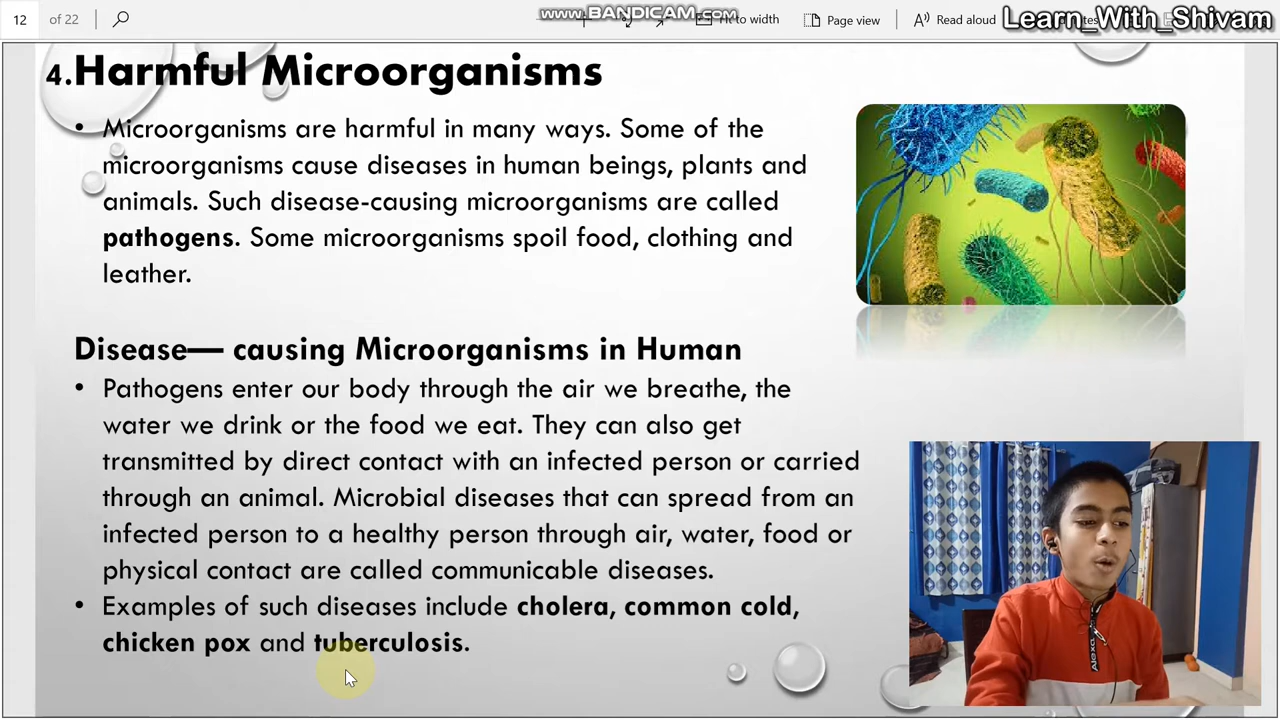 12 of 22
www.BANDICAM.com
Fit to width
Page view
Read aloud
Learn_With_Shivam
4.Harmful Microorganisms
• Microorganisms are harmful in many ways. Some of the
microorganisms cause diseases in human beings, plants and
animals. Such disease-causing microorganisms are called
pathogens. Some microorganisms spoil food, clothing and
leather.
Disease— causing Microorganisms in Human
• Pathogens enter our body through the air we breathe, the
water we drink or the food we eat. They can also get
transmitted by direct contact with an infected person or carried
through an animal. Microbial diseases that can spread from an
infected person to a healthy person through air, water, food or
physical contact are called communicable diseases.
• Examples of such diseases include cholera, common cold,
chicken pox and tuberculosis.